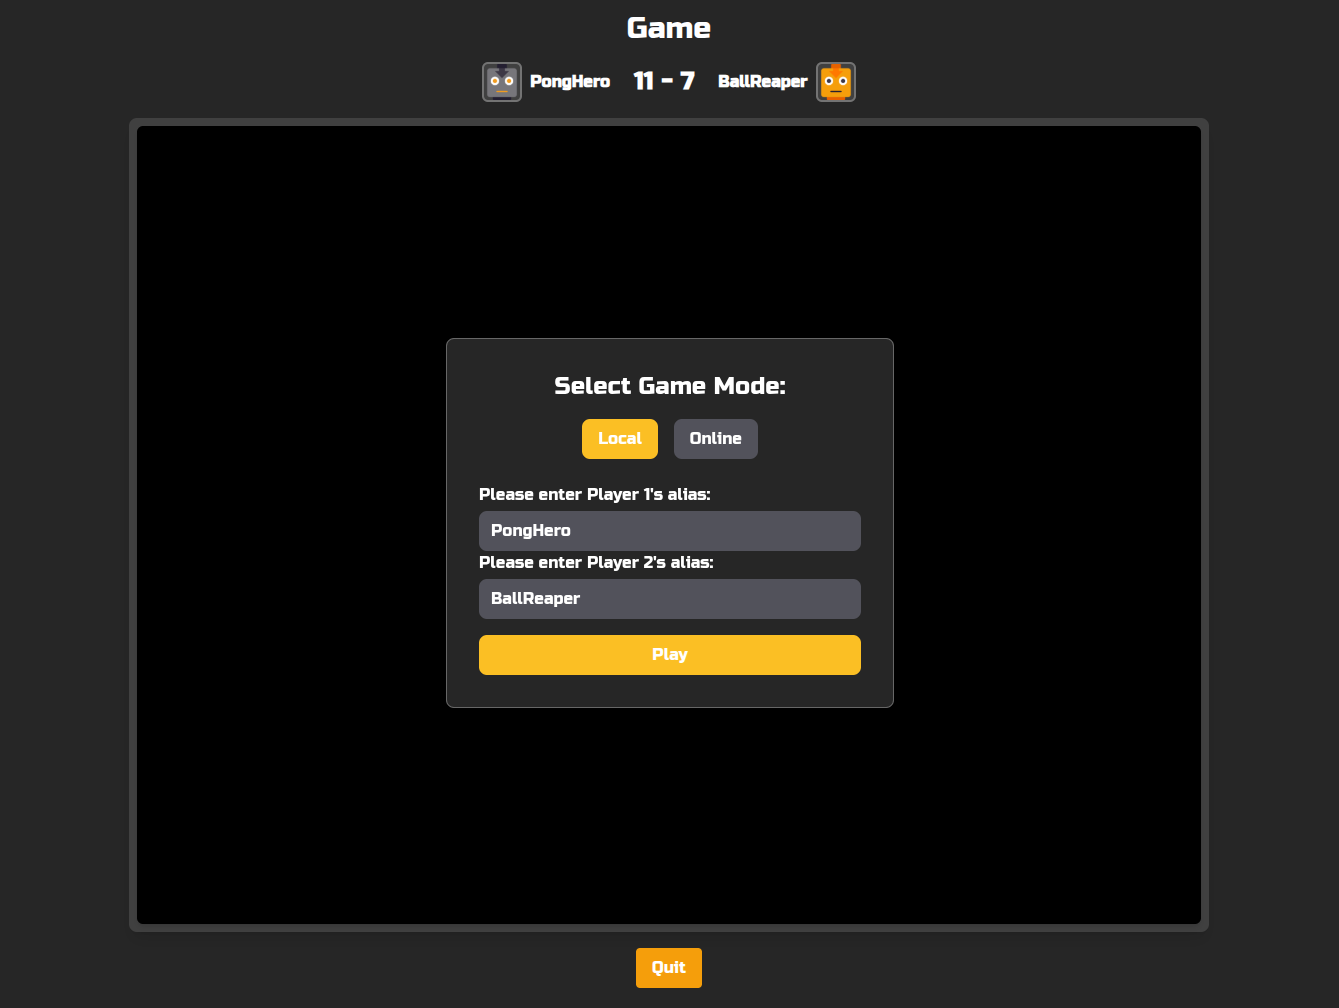 Game
PongHero 11 - 7 BallReaper
Select Game Mode:
Local Online
Please enter Player 1's alias:
PongHero
Please enter Player 2's alias:
BallReaper
Play
Quit